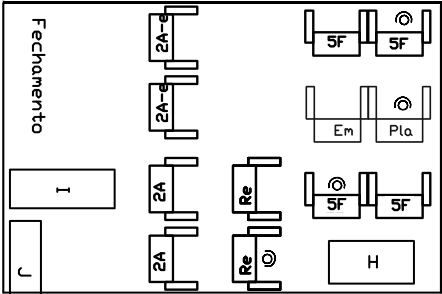 Fechamento
2A-e
5F
5F
2A-e
Em
Pla
I
2A
Re
5F
5F
J
2A
Re
H